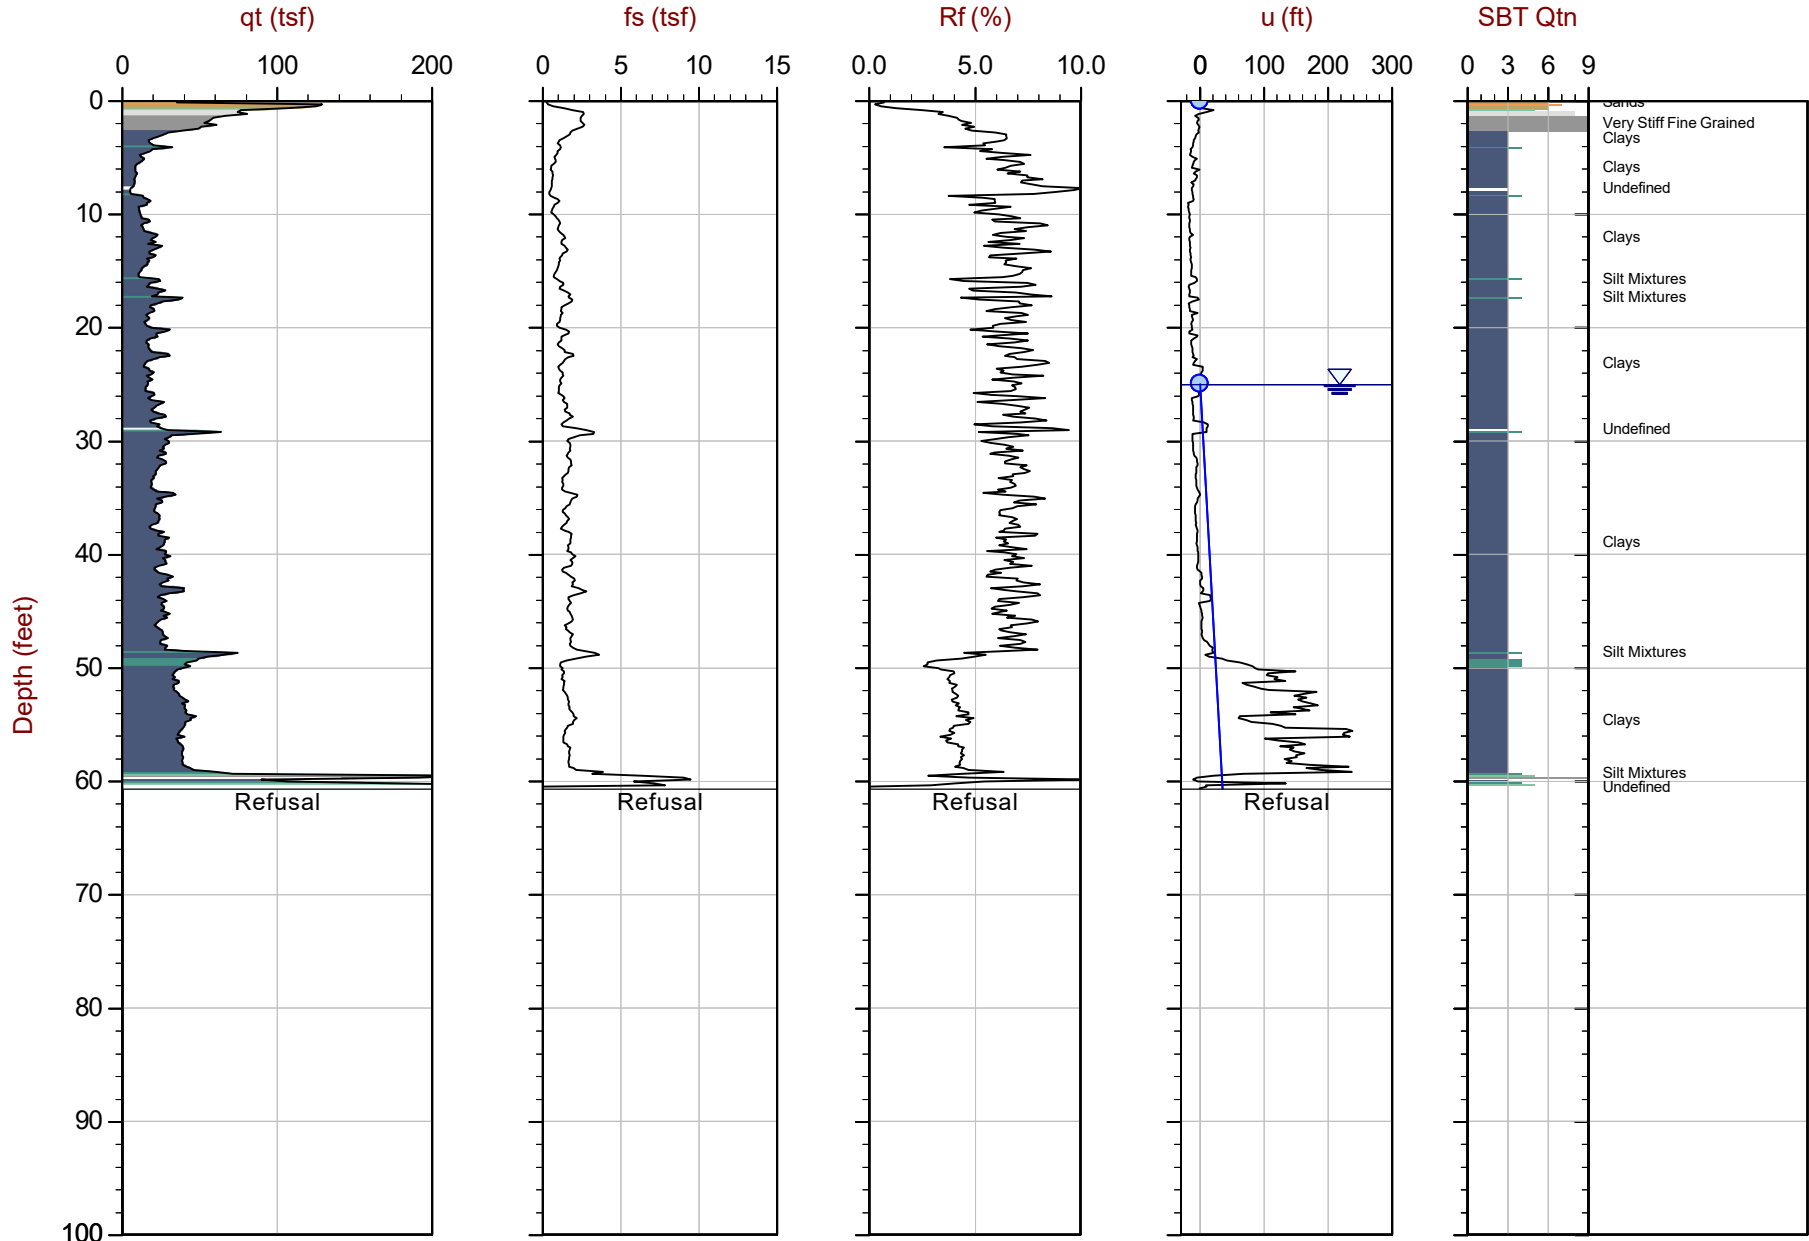 qt (tsf) fs (tsf) Rf (%) u (ft) SBT Qtn
0 100 200 0 5 10 15 0.0 5.0 10.0 0 100 200 300 0 3 6 9
0
Sands
Very Stiff Fine Grained
Clays
Clays
Undefined
10
Clays
Silt Mixtures
Silt Mixtures
20
Clays
Undefined
30
Clays
40
Depth (feet)
Silt Mixtures
50
Clays
Silt Mixtures
60
Undefined
Refusal Refusal Refusal Refusal
70
80
90
100